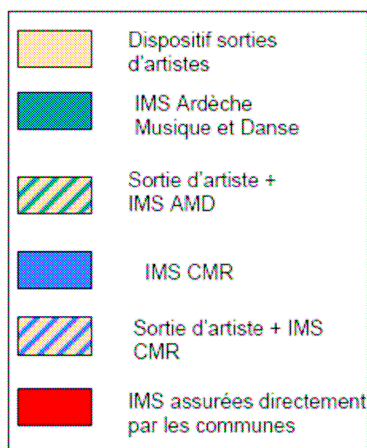 Dispositif sorties
d'artistes
IMS Ardèche
Musique et Danse
Sortie d'artiste +
IMS AMD
IMS CMR
Sortie d'artiste + IMS
CMR
IMS assurées directement
par les communes